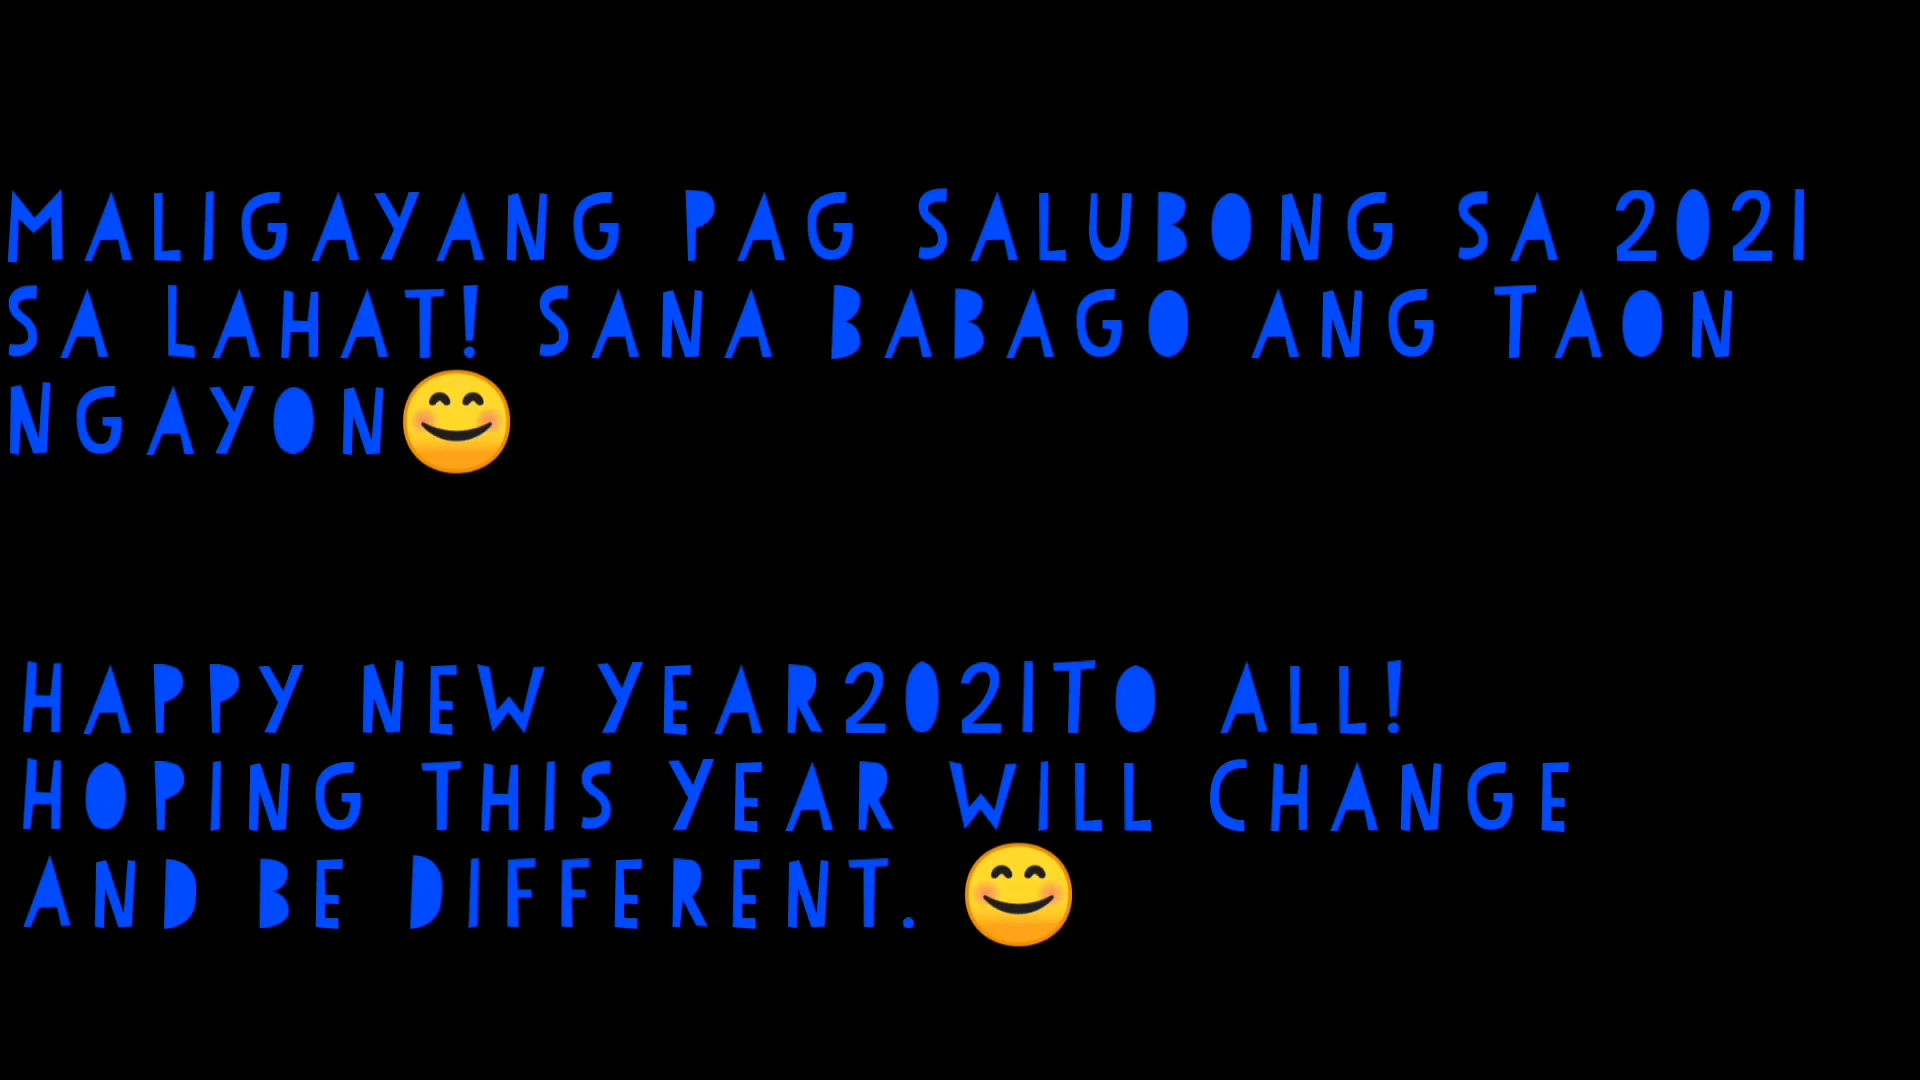 MALIGAYANG PAG SALUBONG SA 2021
SA LAHAT! SANA BABAGO ANG TAON
NGAYON😊
HAPPY NEW YEAR2021TO ALL!
HOPING THIS YEAR WILL CHANGE
AND BE DIFFERENT. 😊